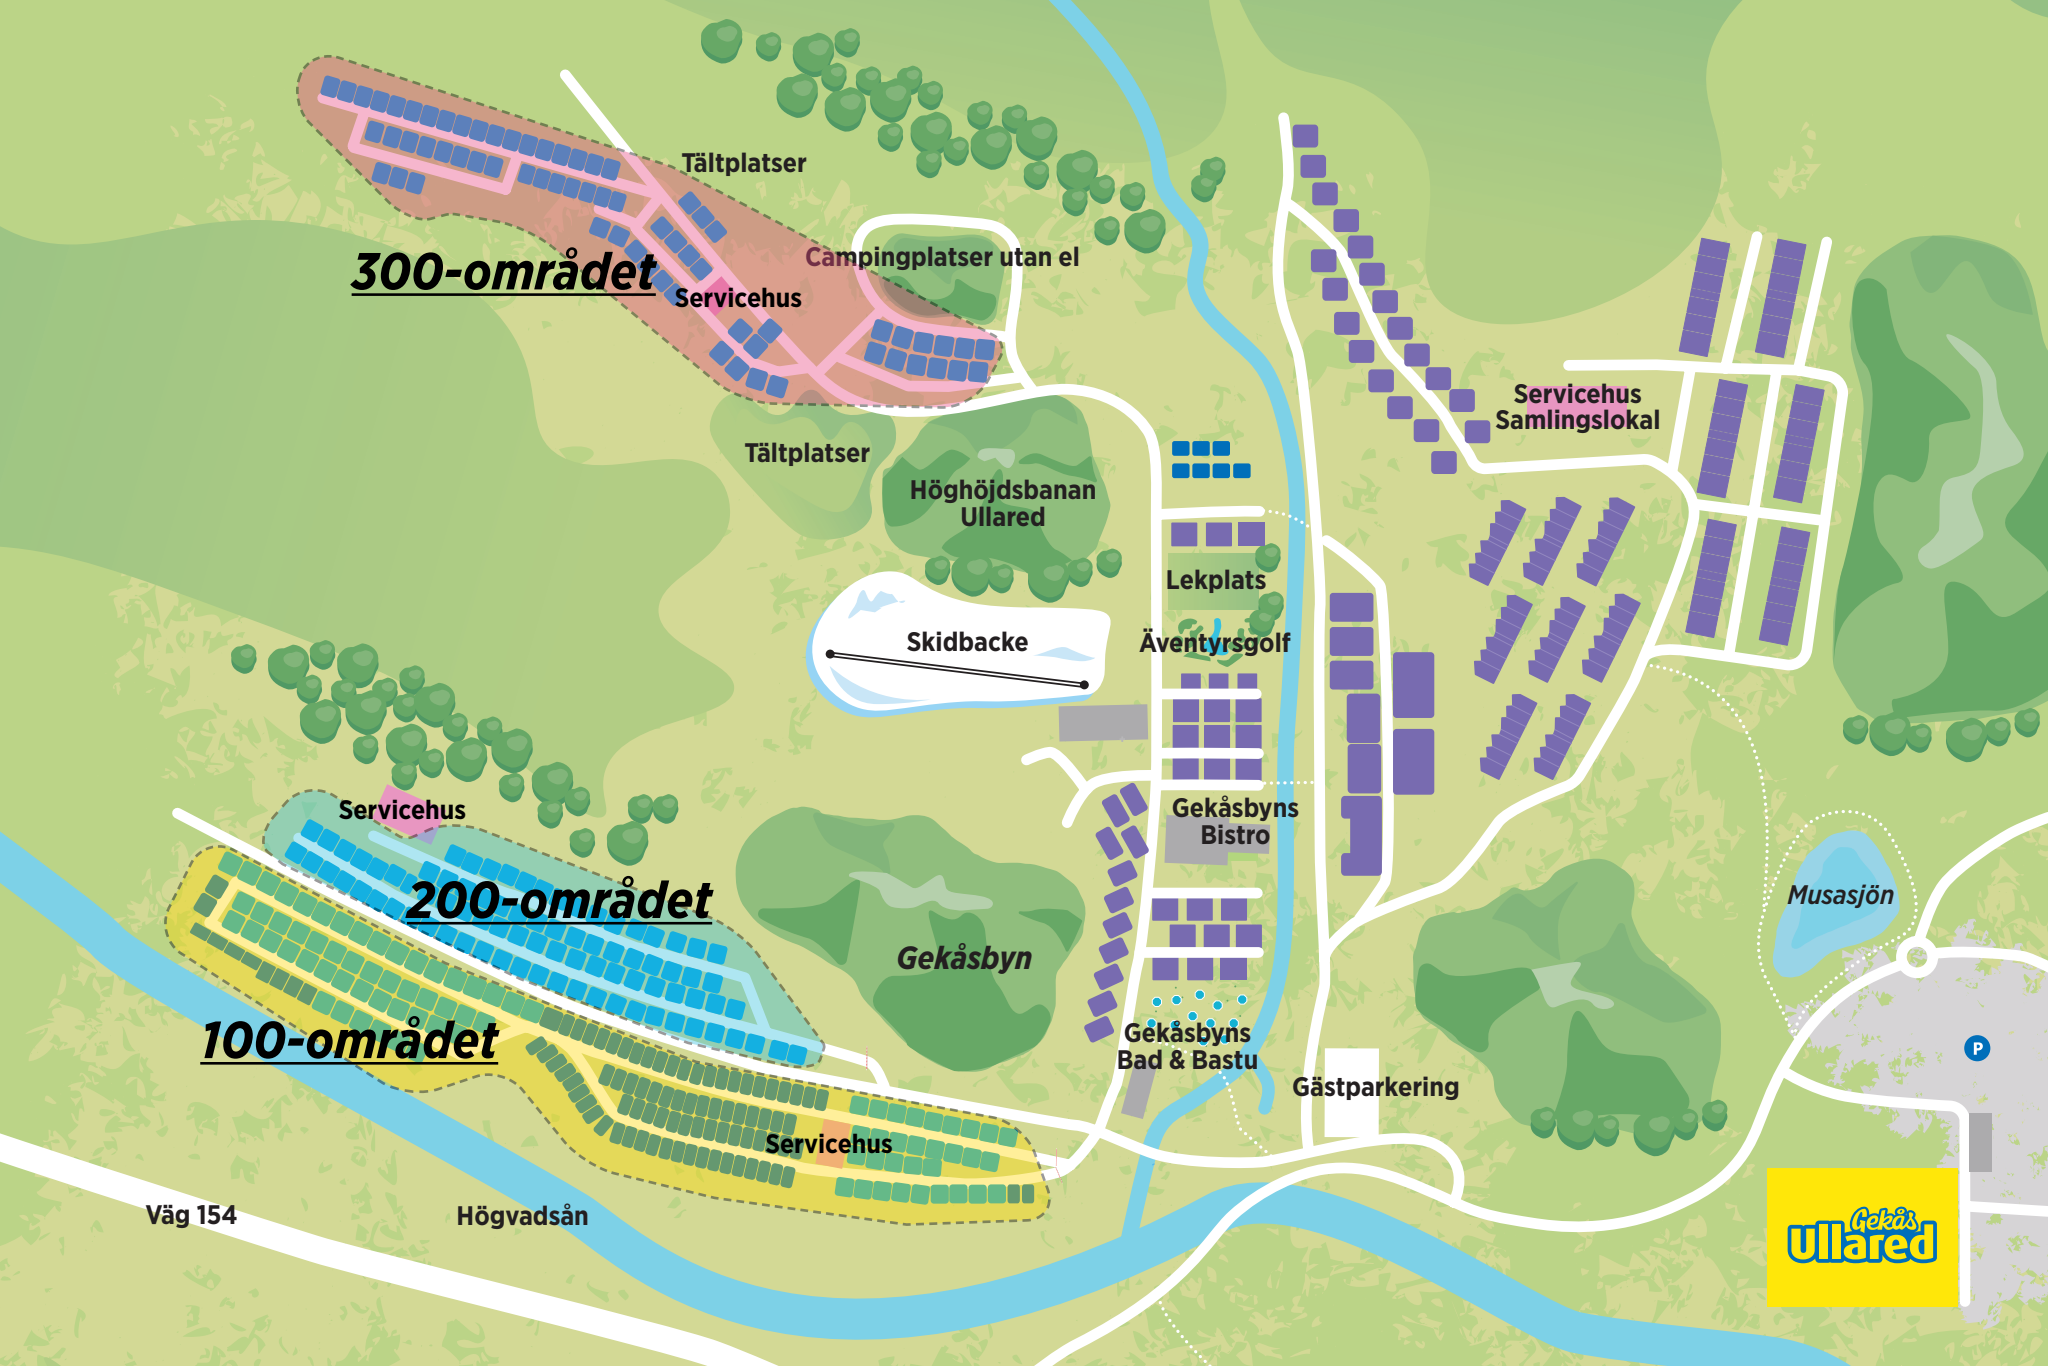 Tältplatser
Campingplatser utan el
300-området
Servicehus
Servicehus
Samlingslokal
Tältplatser
Höghöjdsbanan
Ullared
Lekplats
Skidbacke
Äventyrsgolf
Servicehus
Gekåsbyns
Bistro
200-området
Musasjön
Gekåsbyn
100-området
Gekåsbyns
Bad & Bastu
P
Gästparkering
Servicehus
Väg 154
Högvadsån
Gekås
Ullared